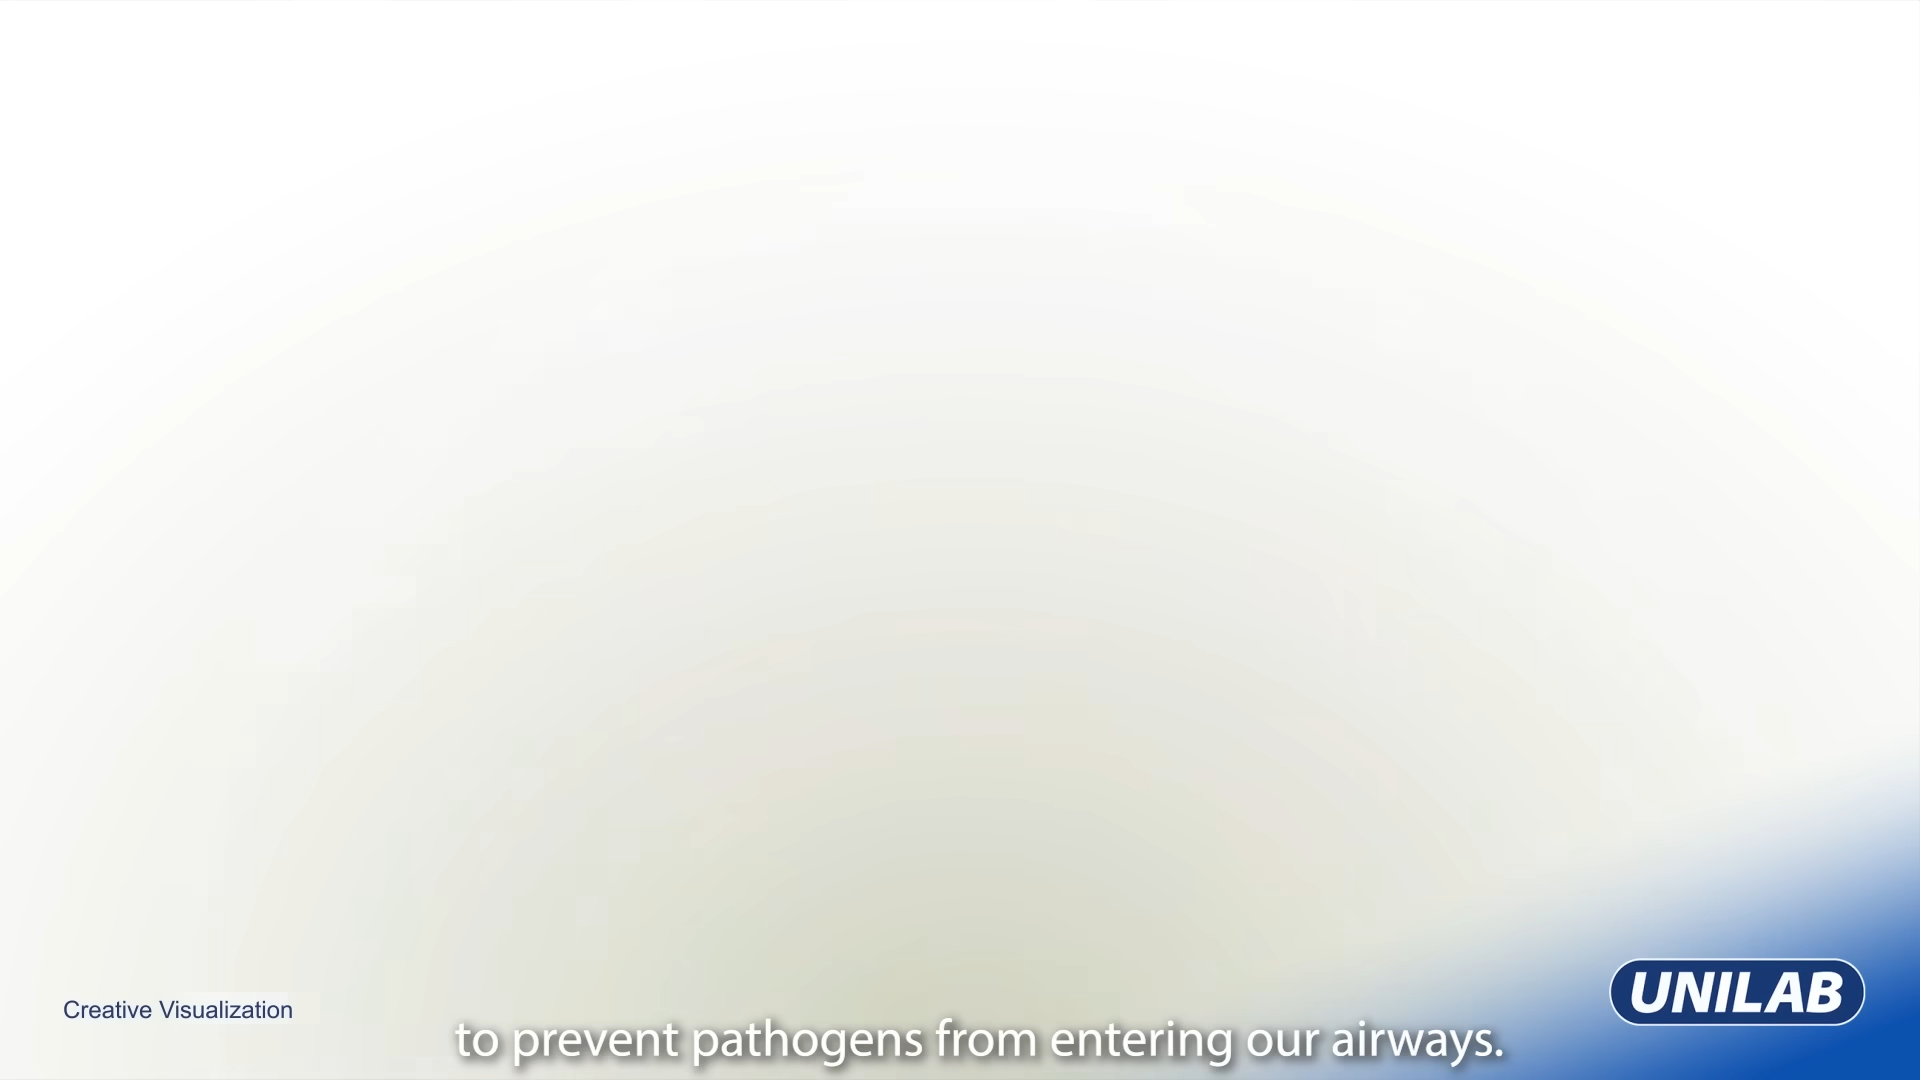 Creative Visualization
UNILAB
to prevent pathogens from entering our airways.